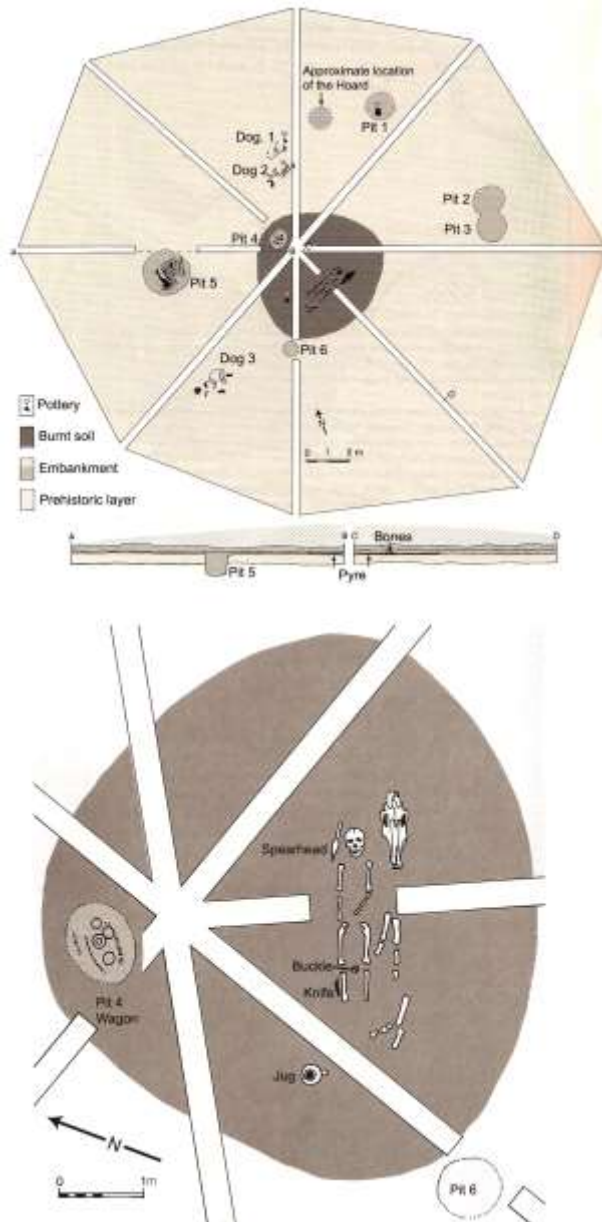 Approximate location
of the Hoard
Pit 1
Dog. 1
Dog 2
Pit 2
Pit 3
Pit 4
Pit 5
Dog 3
Pit 6
Pottery
Burnt soil
Embankment
Prehistoric layer
A
B
C
D
Bones
Pit 5
Pyre
Spearhead
Buckle
Knife
Pit 4
Wagon
Jug
N
0
1m
Pit 6